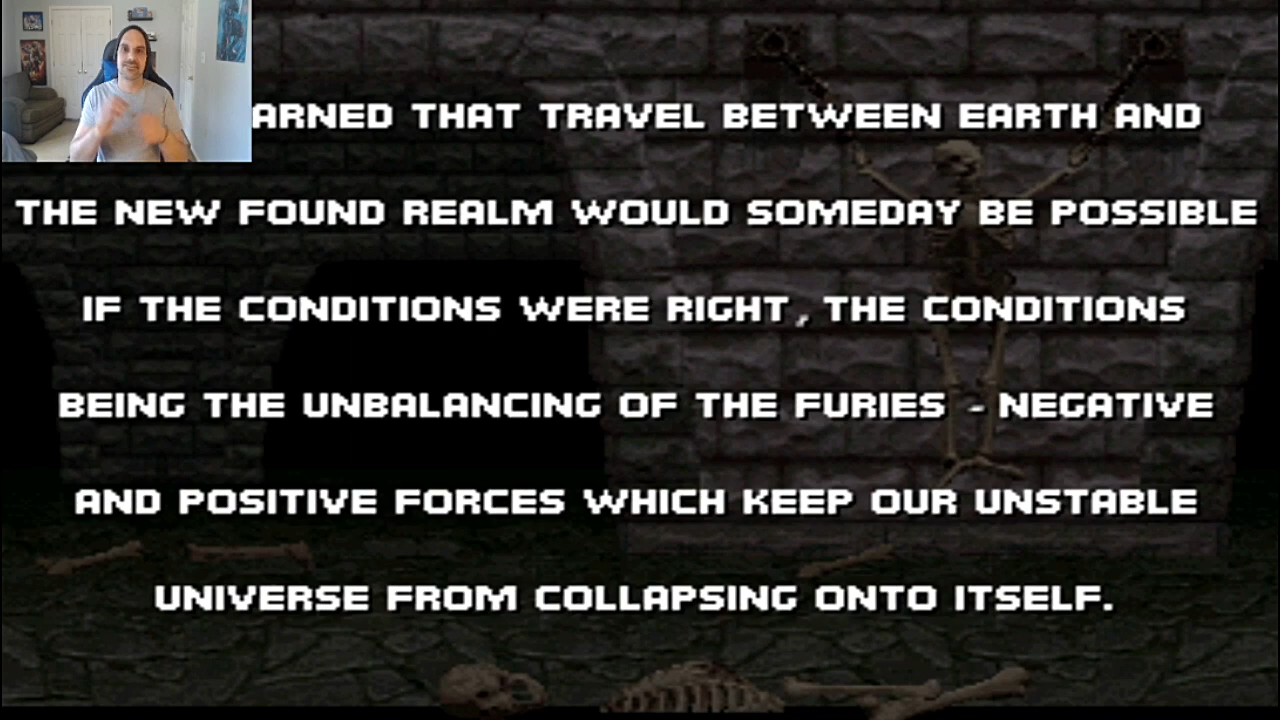 ARNED THAT TRAVEL BETWEEN EARTH AND
THE NEW FOUND REALM WOULD SOMEDAY BE POSSIBLE
IF THE CONDITIONS WERE RIGHT, THE CONDITIONS
BEING THE UNBALANCING OF THE FURIES - NEGATIVE
AND POSITIVE FORCES WHICH KEEP OUR UNSTABLE
UNIVERSE FROM COLLAPSING ONTO ITSELF.